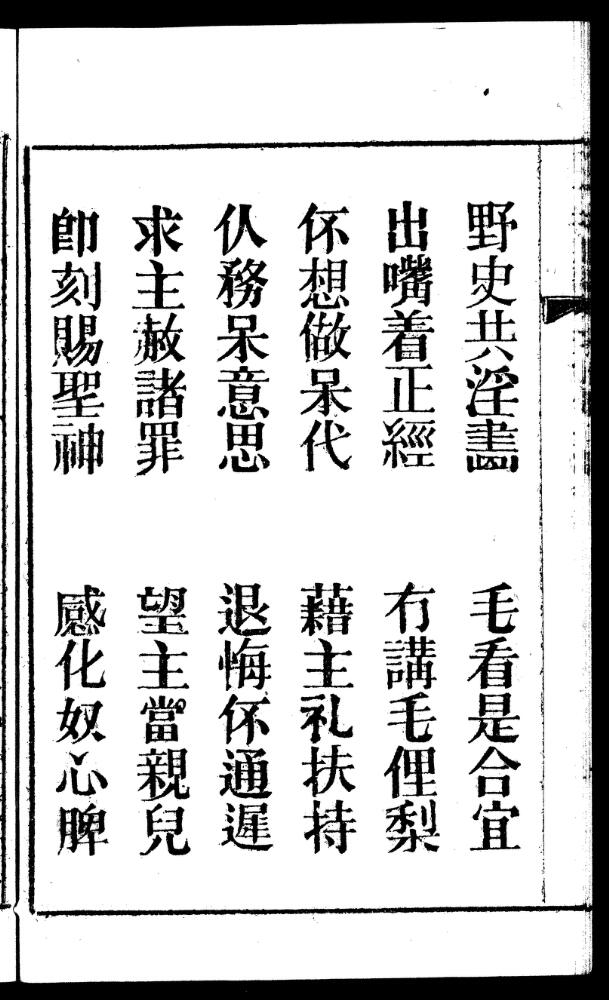 野史共淫畵　毛看是合宜
出嘴着正經　冇講毛俚梨
伓想做呆代　藉主礼扶持
仈務呆意思　退悔伓通遲
求主赦諸罪　望主當親兒
即刻賜聖神　感化奴心脾